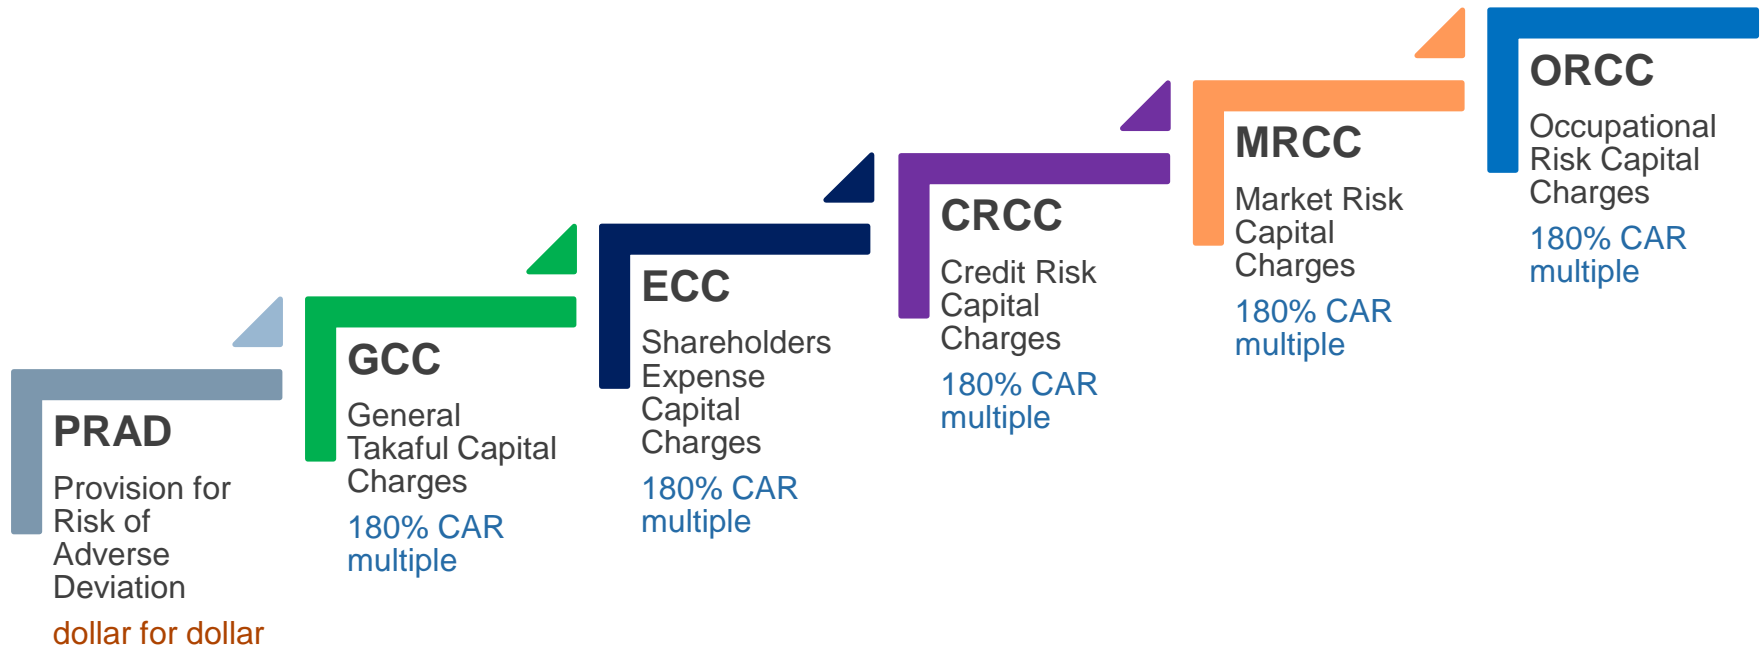 PRAD
Provision for
Risk of
Adverse
Deviation
dollar for dollar
GCC
General
Takaful Capital
Charges
180% CAR
multiple
ECC
Shareholders
Expense
Capital
Charges
180% CAR
multiple
CRCC
Credit Risk
Capital
Charges
180% CAR
multiple
MRCC
Market Risk
Capital
Charges
180% CAR
multiple
ORCC
Occupational
Risk Capital
Charges
180% CAR
multiple